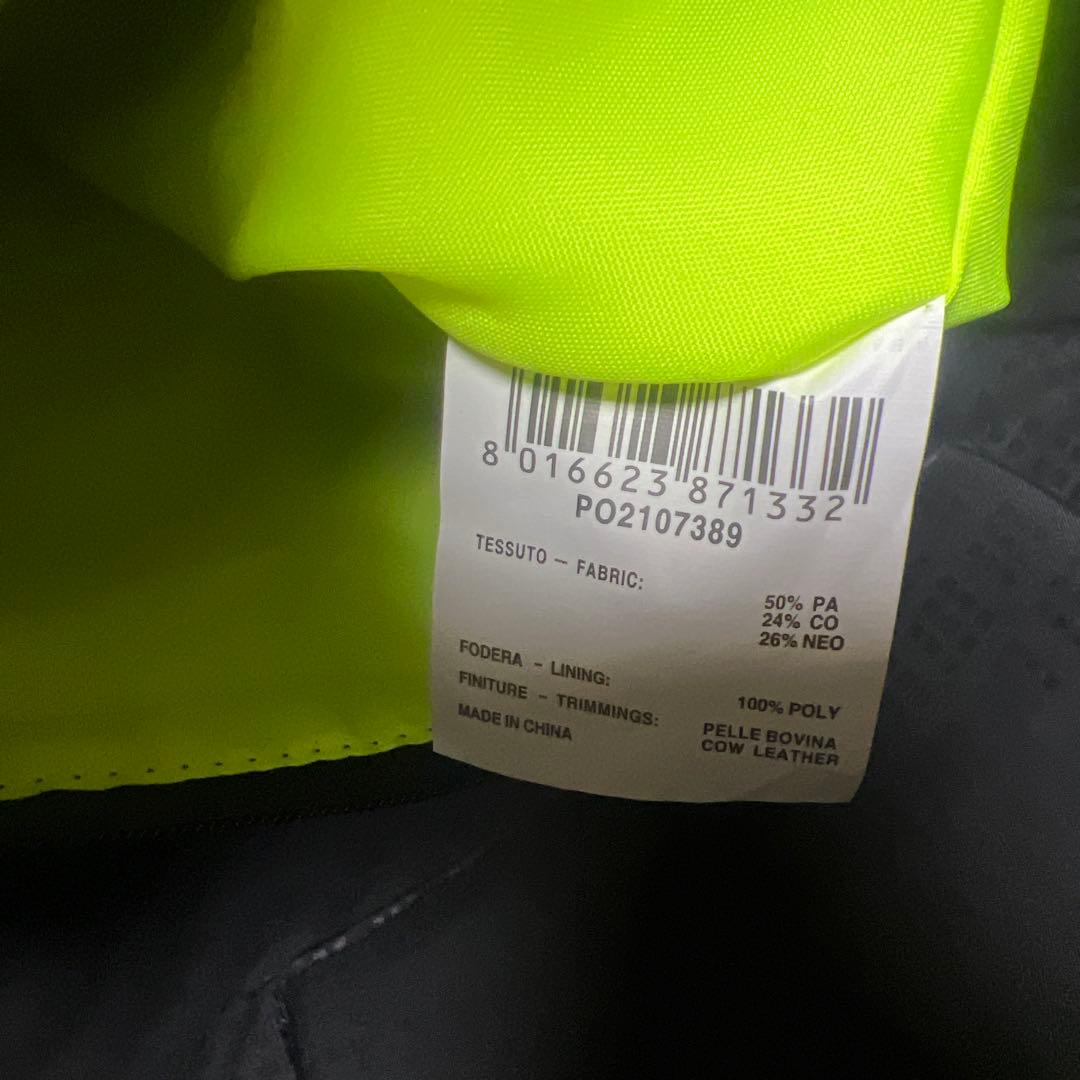 8 016623 871332
PO2107389
TESSUTO – FABRIC:
50% PA
24% CO
26% NEO
FODERA - LINING:
100% POLY
FINITURE - TRIMMINGS:
PELLE BOVINA
COW LEATHER
MADE IN CHINA